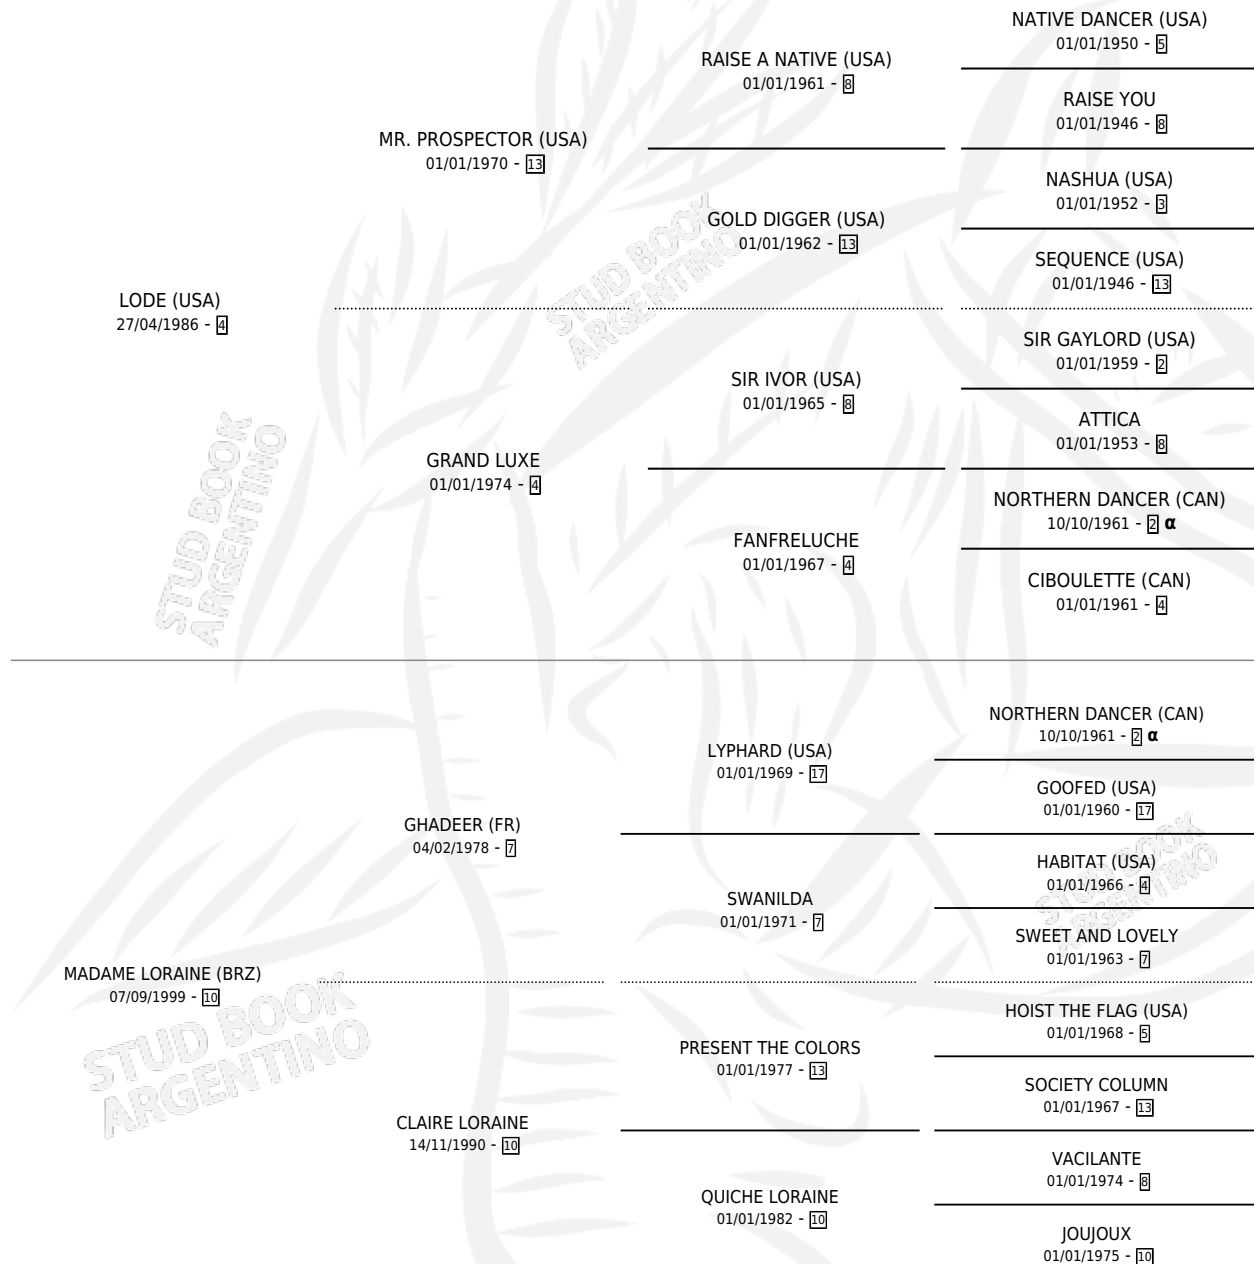 NATIVE DANCER (USA)
01/01/1950 - 5
RAISE A NATIVE (USA)
01/01/1961 - 8
RAISE YOU
01/01/1946 - 8
MR. PROSPECTOR (USA)
01/01/1970 - 13
NASHUA (USA)
01/01/1952 - 3
GOLD DIGGER (USA)
01/01/1962 - 13
SEQUENCE (USA)
01/01/1946 - 13
LODE (USA)
27/04/1986 - 4
SIR GAYLORD (USA)
01/01/1959 - 2
SIR IVOR (USA)
01/01/1965 - 8
ATTICA
01/01/1953 - 8
GRAND LUXE
01/01/1974 - 4
NORTHERN DANCER (CAN)
10/10/1961 - 2 α
FANFRELUCHE
01/01/1967 - 4
CIBOULETTE (CAN)
01/01/1961 - 4
NORTHERN DANCER (CAN)
10/10/1961 - 2 α
LYPHARD (USA)
01/01/1969 - 17
GOOFED (USA)
01/01/1960 - 17
GHADEER (FR)
04/02/1978 - 7
HABITAT (USA)
01/01/1966 - 4
SWANILDA
01/01/1971 - 7
SWEET AND LOVELY
01/01/1963 - 7
MADAME LORAINE (BRZ)
07/09/1999 - 10
HOIST THE FLAG (USA)
01/01/1968 - 5
PRESENT THE COLORS
01/01/1977 - 13
SOCIETY COLUMN
01/01/1967 - 13
CLAIRE LORAINE
14/11/1990 - 10
VACILANTE
01/01/1974 - 8
QUICHE LORAINE
01/01/1982 - 10
JOUJOUX
01/01/1975 - 10
STUD BOOK
ARGENTINO
STUD BOOK
ARGENTINO
STUD BOOK
ARGENTINO
STUD BOOK
ARGENTINO